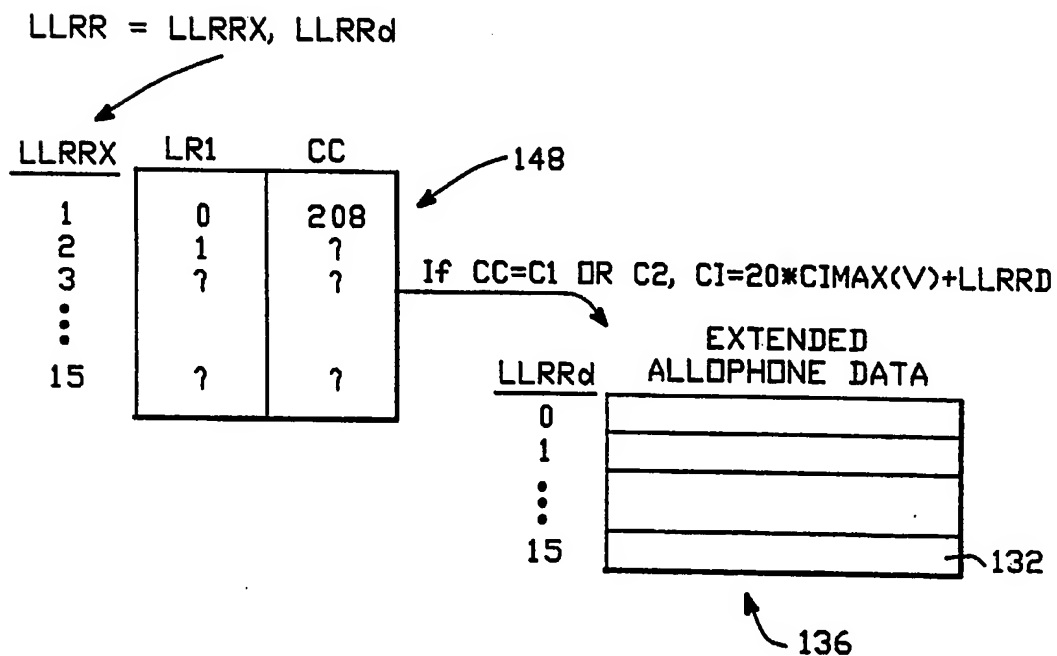 LLRR = LLRRX, LLRRd
LLRRX LR1 CC
148
1 0 208
2 1 ?
3 ? ?
15 ? ?
If CC=C1 OR C2, CI=20*CIMAX(V)+LLRRD
EXTENDED
LLRRd ALLOPHONE DATA
0
1
15
132
136